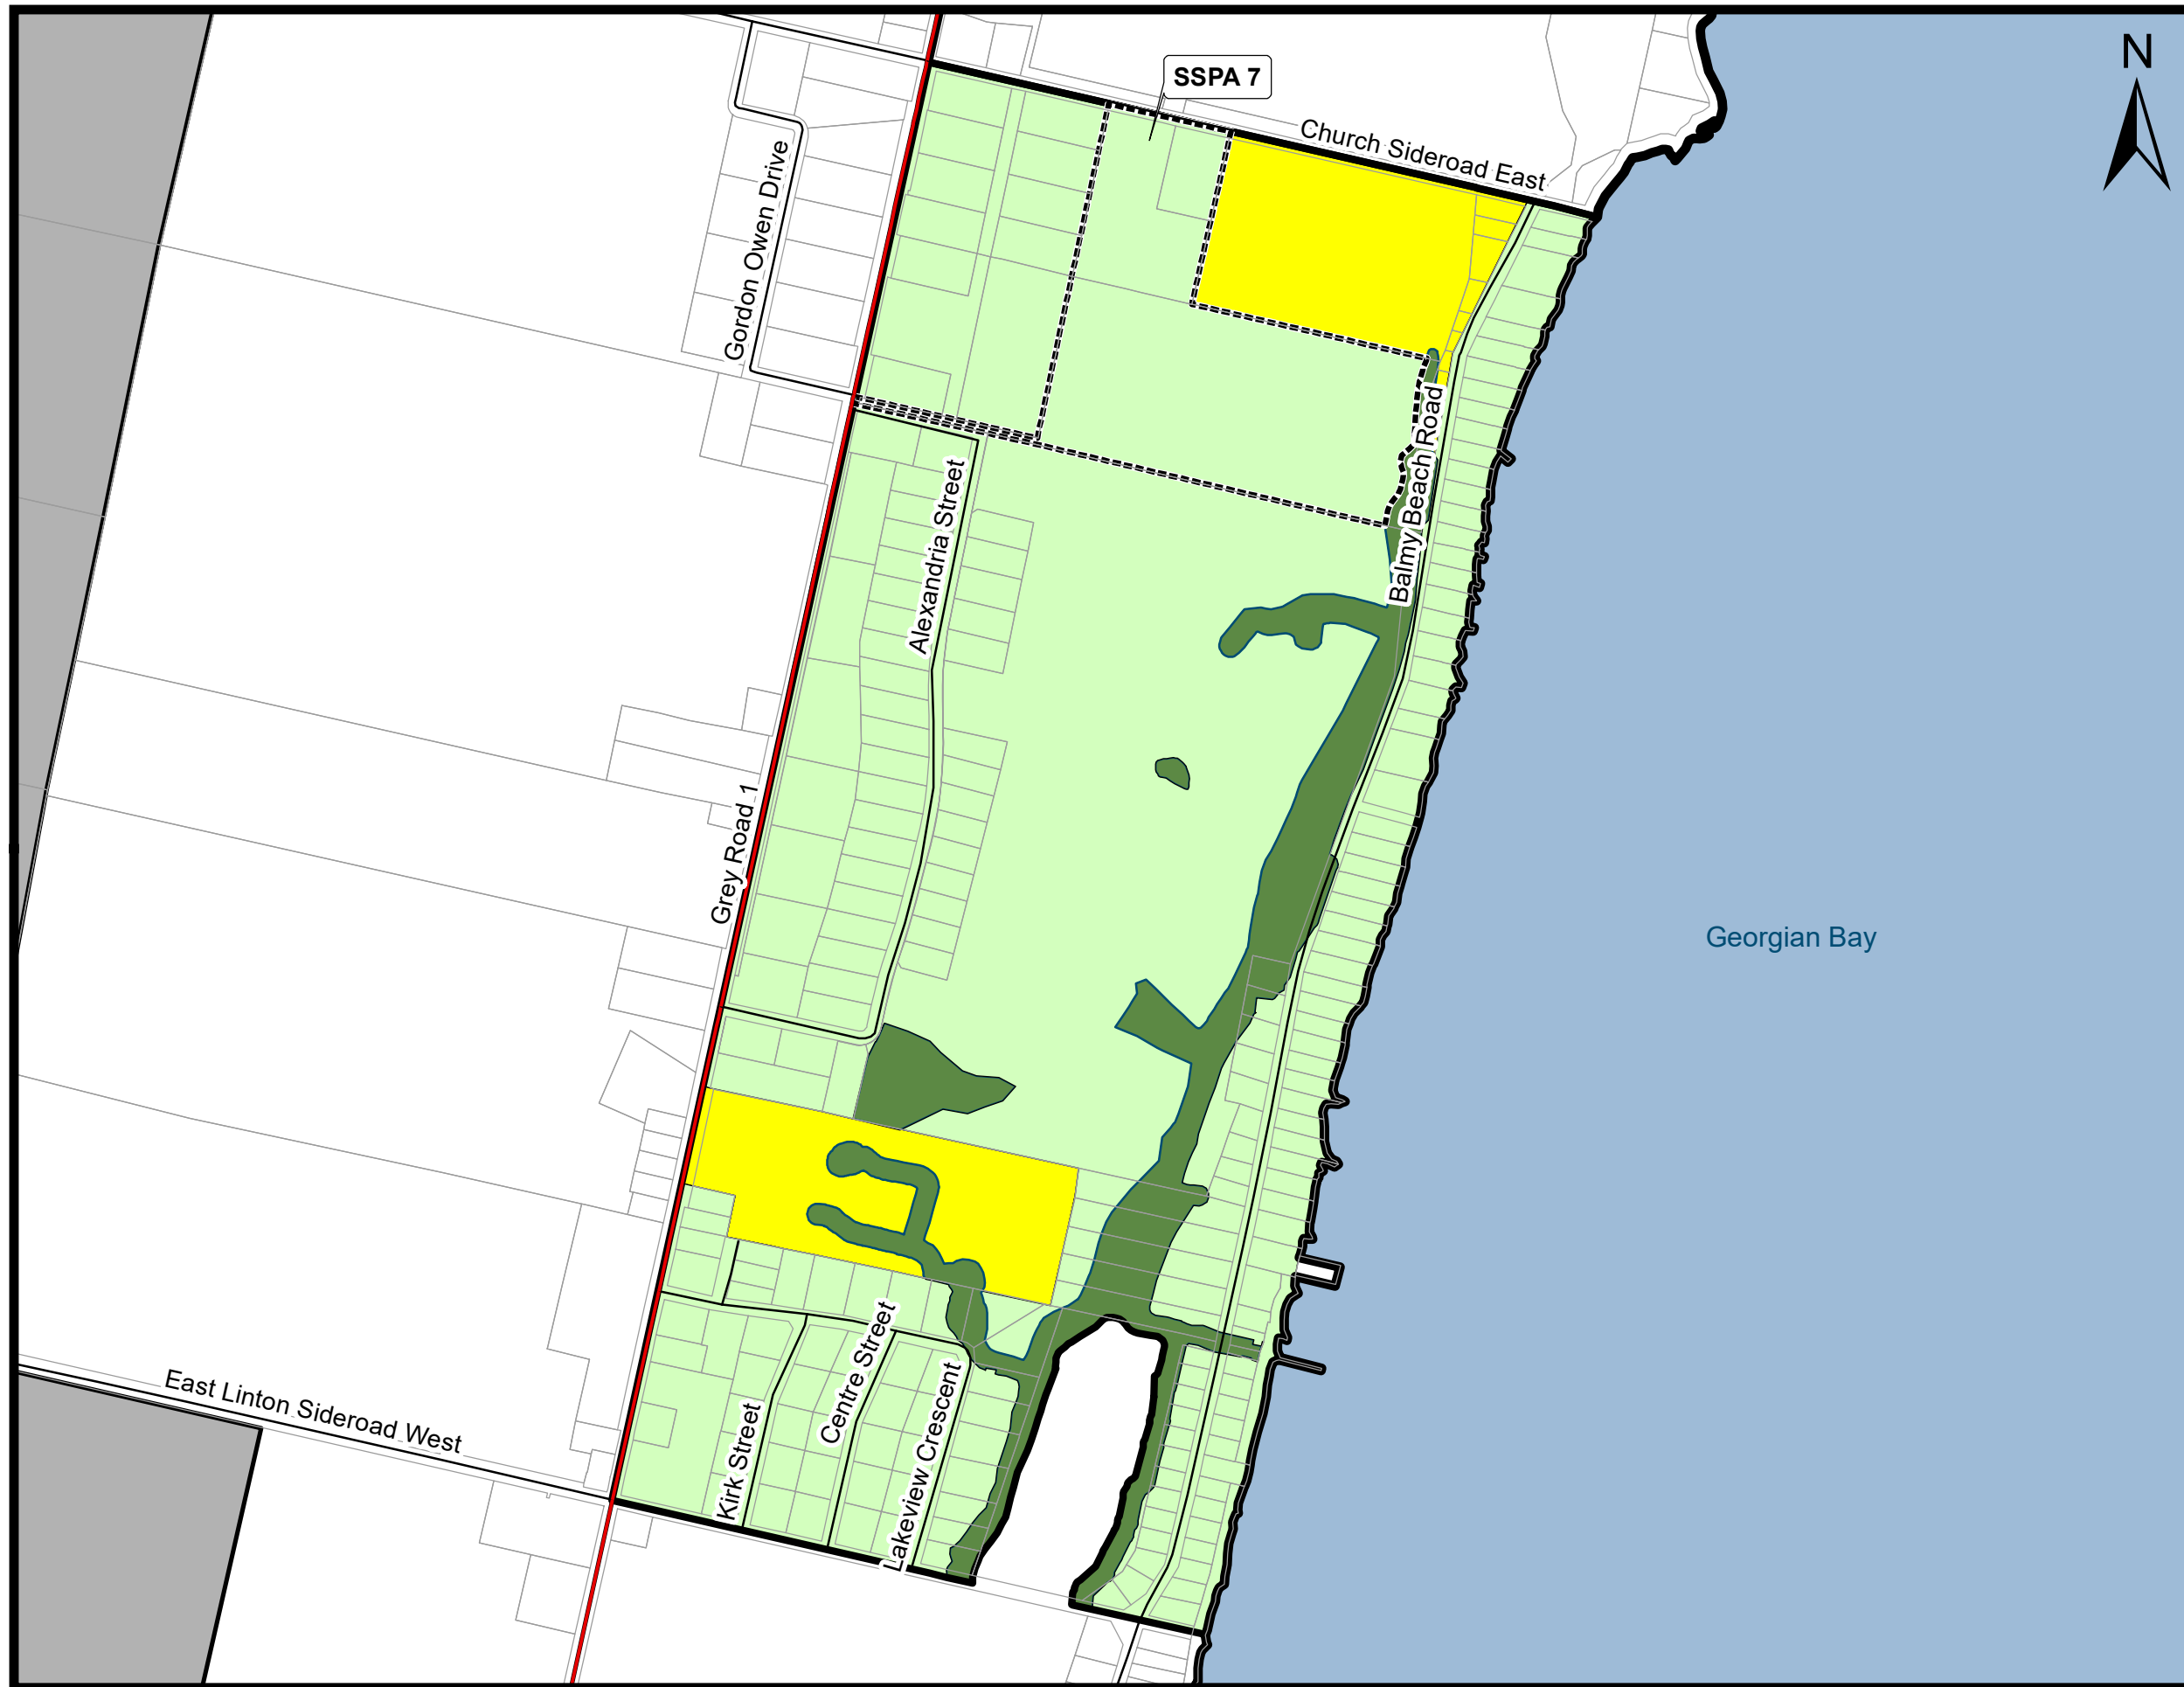 N
SSPA 7
Church Sideroad East
Gordon Owen Drive
Balmy Beach Road
Alexandria Street
Grey Road 1
Georgian Bay
East Linton Sideroad West
Kirk Street
Centre Street
Lakeview Crescent